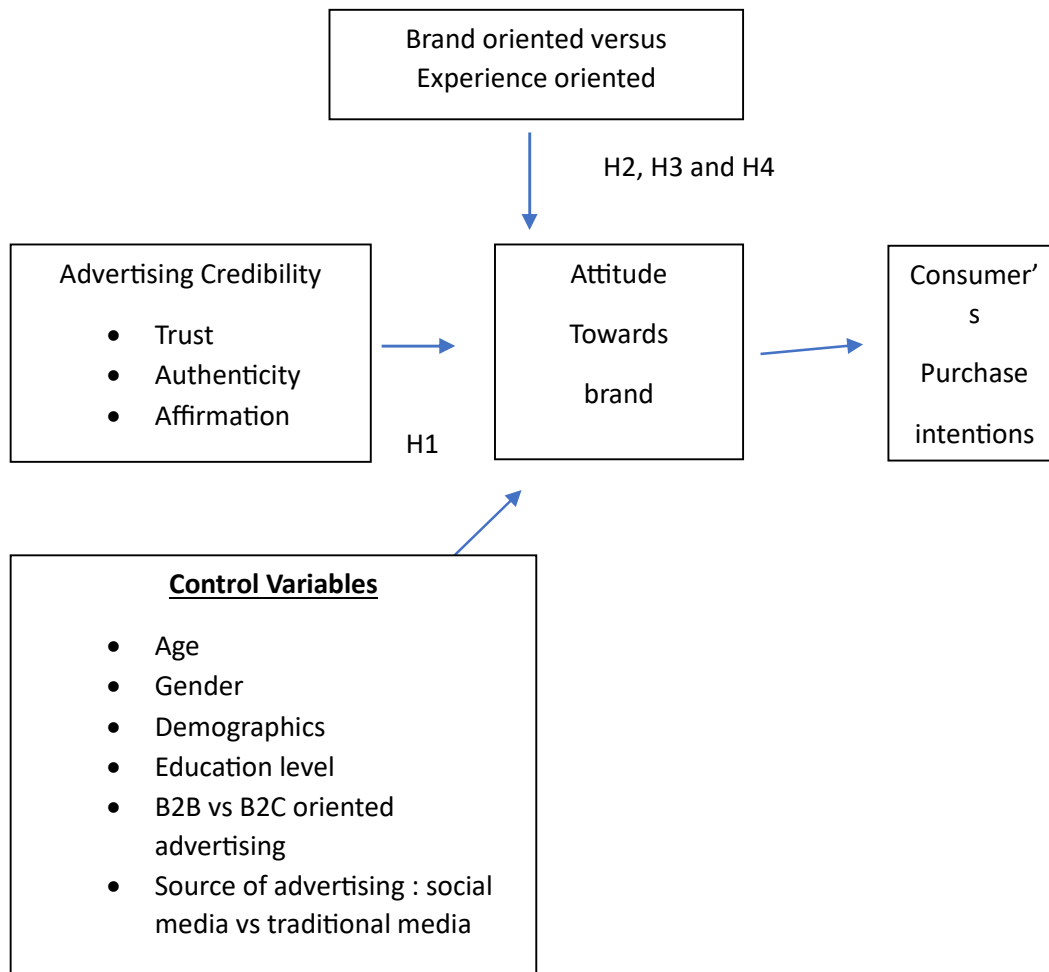 Brand oriented versus
Experience oriented
H2, H3 and H4
Advertising Credibility
• Trust
• Authenticity
• Affirmation
H1
Attitude
Towards
brand
Consumer’
s
Purchase
intentions
Control Variables
• Age
• Gender
• Demographics
• Education level
• B2B vs B2C oriented
advertising
• Source of advertising : social
media vs traditional media